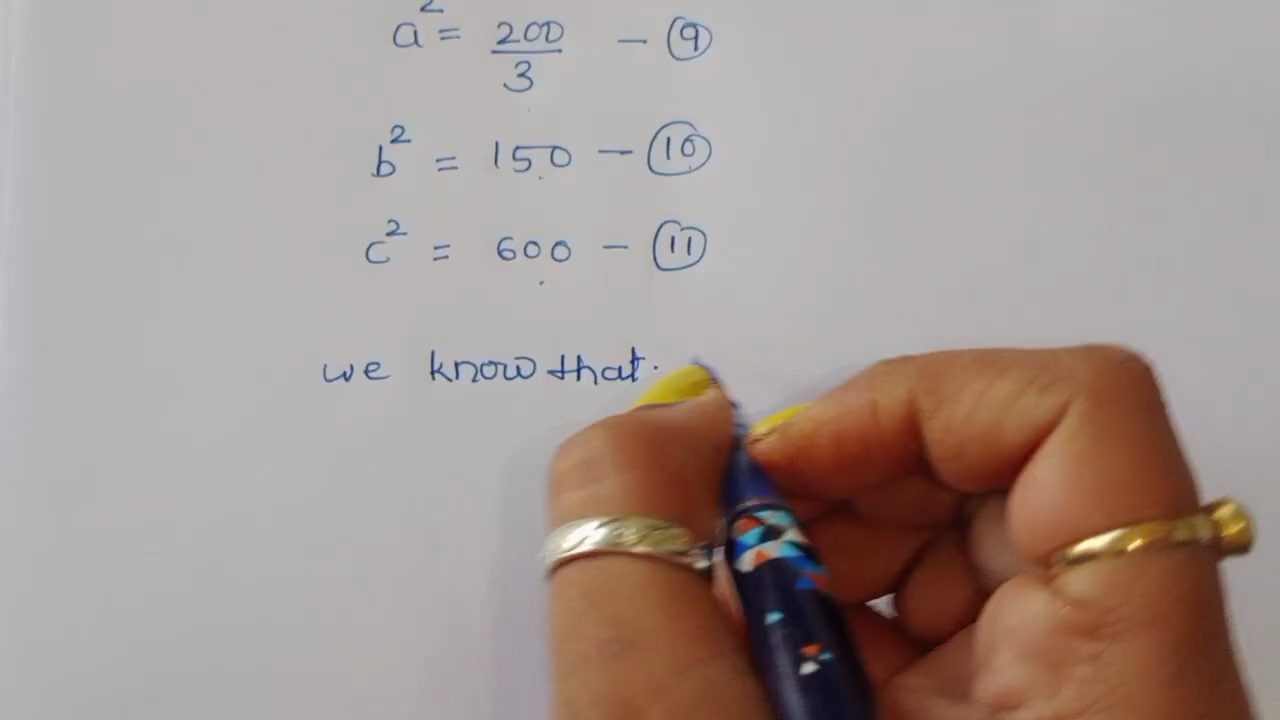 a² = 200/3 - ⑨
b² = 150 - ⑩
c² = 600 - ⑪
we know that